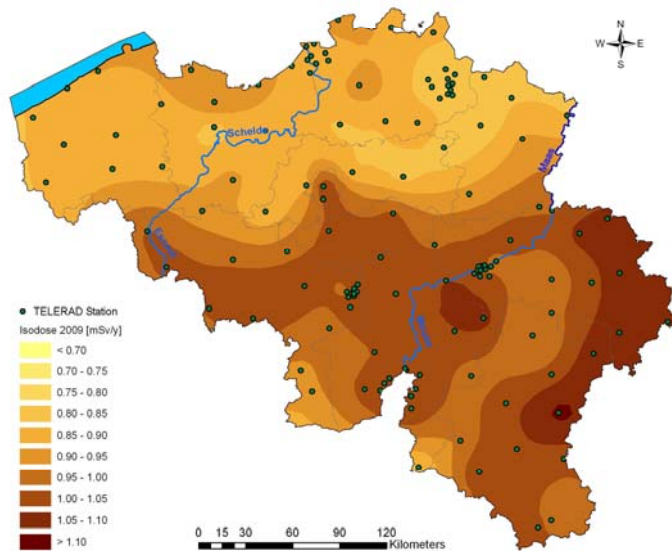 N
W E
S
Schelde
Maas
Escaut
Meuse
TELERAD Station
Isodose 2009 [mSv/y]
< 0.70
0.70 - 0.75
0.75 - 0.80
0.80 - 0.85
0.85 - 0.90
0.90 - 0.95
0.95 - 1.00
1.00 - 1.05
1.05 - 1.10
> 1.10
0 15 30 60 90 120
Kilometers